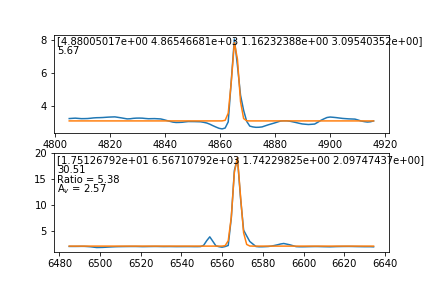 [4.88005017e+00 4.86546681e+03 1.16232388e+00 3.09540352e+00]
5.67
8
6
4
4800 4820 4840 4860 4880 4900 4920
[1.75126792e+01 6.56710792e+03 1.74229825e+00 2.09747437e+00]
30.51
Ratio = 5.38
Aᵥ = 2.57
20
15
10
5
6480 6500 6520 6540 6560 6580 6600 6620 6640